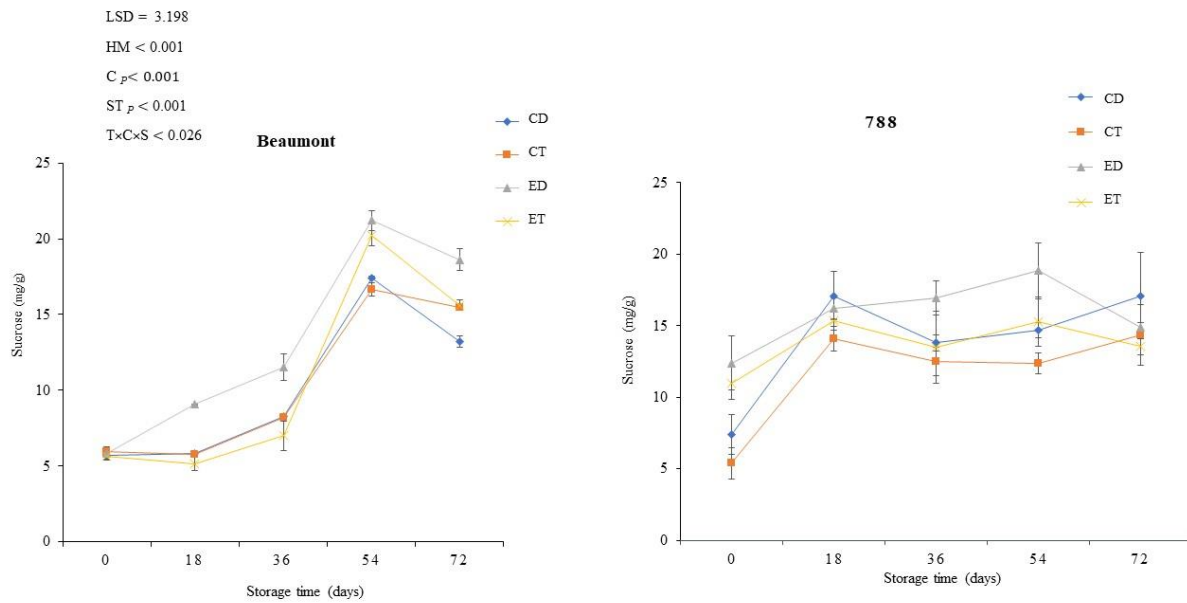 LSD = 3.198
HM < 0.001
C p< 0.001
ST p < 0.001
T×C×S < 0.026
Beaumont
CD
CT
ED
ET
25
20
15
10
5
0
Sucrose (mg/g)
0 18 36 54 72
Storage time (days)
788
CD
CT
ED
ET
25
20
15
10
5
0
Sucrose (mg/g)
0 18 36 54 72
Storage time (days)